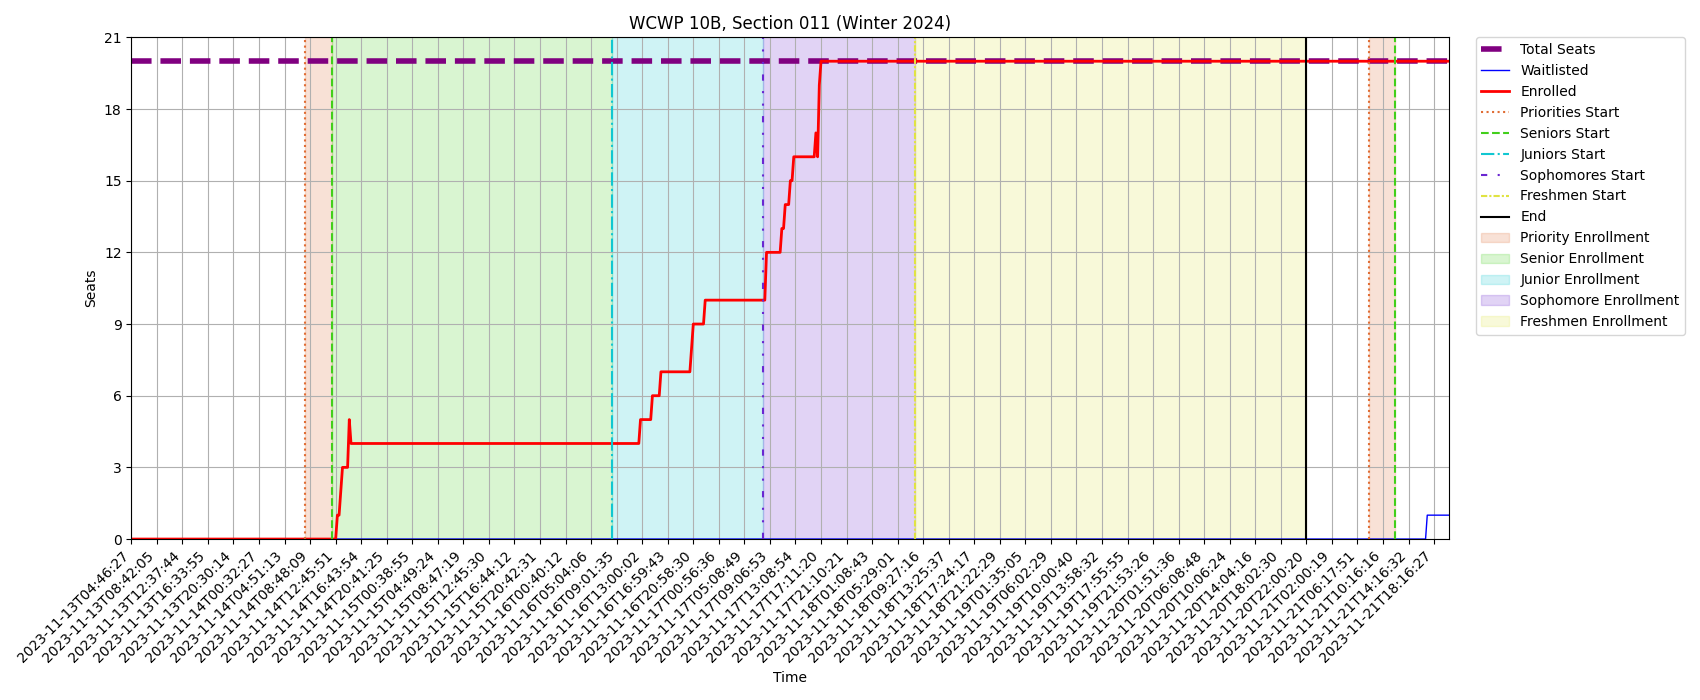 WCWP 10B, Section 011 (Winter 2024)
21
18
15
12
9
6
3
0
Seats
2023-11-13T04:46:27
2023-11-13T08:42:05
2023-11-13T12:37:44
2023-11-13T16:33:55
2023-11-13T20:30:14
2023-11-14T00:32:27
2023-11-14T04:51:13
2023-11-14T08:48:09
2023-11-14T12:45:51
2023-11-14T16:43:54
2023-11-14T20:41:25
2023-11-15T00:38:55
2023-11-15T04:49:24
2023-11-15T08:47:19
2023-11-15T12:45:30
2023-11-15T16:44:12
2023-11-15T20:42:31
2023-11-16T00:40:12
2023-11-16T05:04:06
2023-11-16T09:01:35
2023-11-16T13:00:02
2023-11-16T16:59:43
2023-11-16T20:58:30
2023-11-17T00:56:36
2023-11-17T05:08:49
2023-11-17T09:06:53
2023-11-17T13:08:54
2023-11-17T17:11:20
2023-11-17T21:10:21
2023-11-18T01:08:43
2023-11-18T05:29:01
2023-11-18T09:27:16
2023-11-18T13:25:37
2023-11-18T17:24:17
2023-11-18T21:22:29
2023-11-19T01:35:05
2023-11-19T06:02:29
2023-11-19T10:00:40
2023-11-19T13:58:32
2023-11-19T17:55:55
2023-11-19T21:53:26
2023-11-20T01:51:36
2023-11-20T06:08:48
2023-11-20T10:06:24
2023-11-20T14:04:16
2023-11-20T18:02:30
2023-11-20T22:00:20
2023-11-21T02:00:19
2023-11-21T06:17:51
2023-11-21T10:16:16
2023-11-21T14:16:32
2023-11-21T18:16:27
Time
Total Seats
Waitlisted
Enrolled
Priorities Start
Seniors Start
Juniors Start
Sophomores Start
Freshmen Start
End
Priority Enrollment
Senior Enrollment
Junior Enrollment
Sophomore Enrollment
Freshmen Enrollment